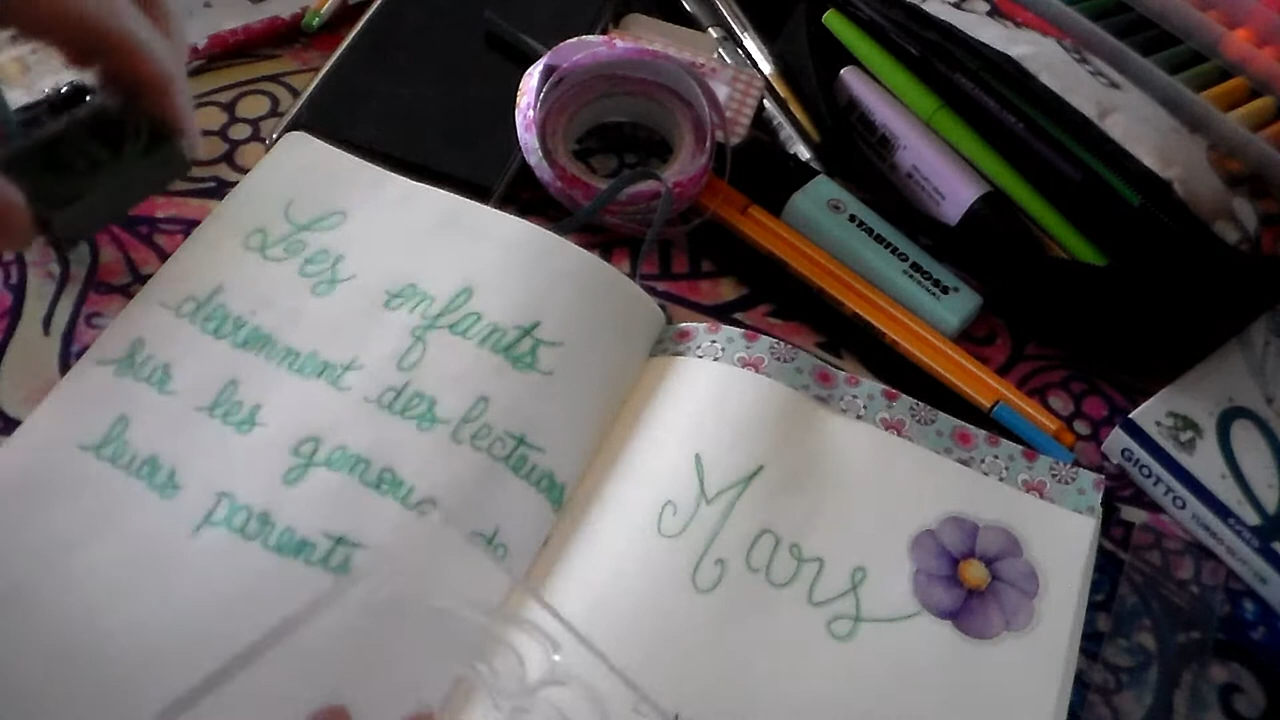 Les enfants
deviennent des lecteurs
sur les genoux de
leurs parents
Mars
STABILO BOSS
ORIGINAL
GIOTTO